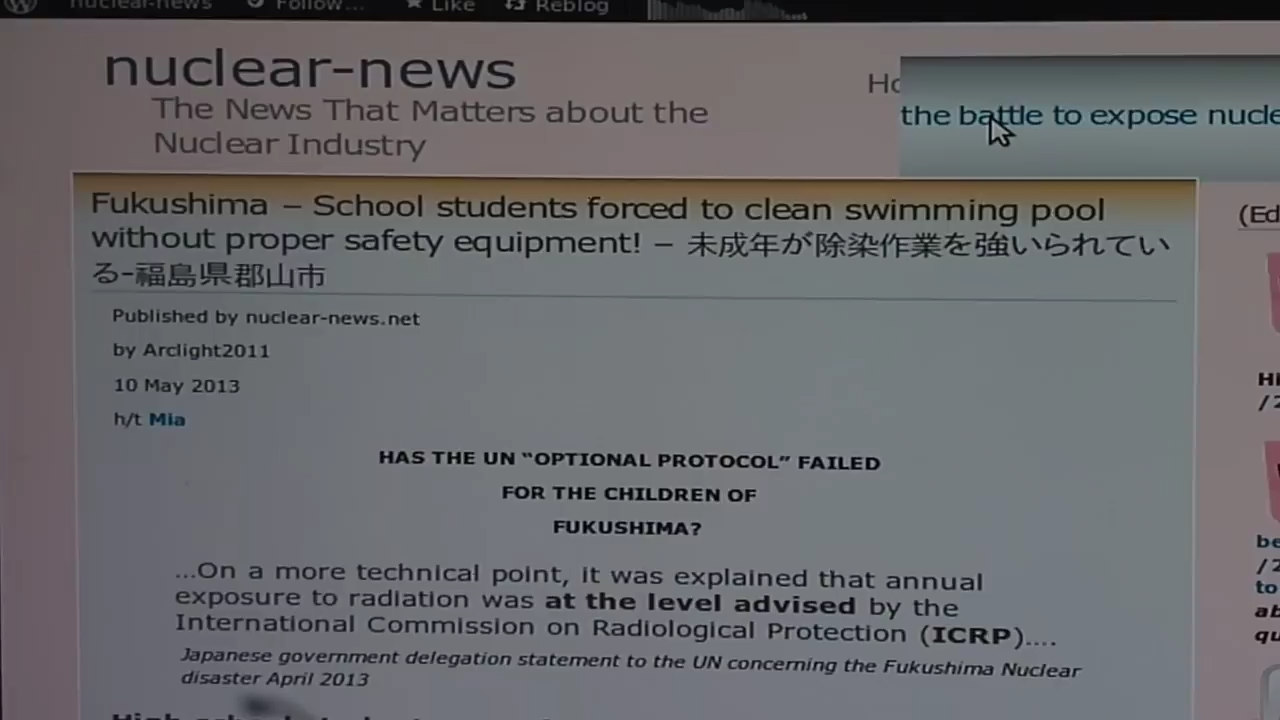 nuclear-news Follow... Like Reblog
nuclear-news
The News That Matters about the
Nuclear Industry
the battle to expose
Fukushima – School students forced to clean swimming pool
without proper safety equipment! – 未成年が除染作業を強いられてい
る-福島県郡山市
(Ed
Published by nuclear-news.net
by Arclight2011
10 May 2013
h/t Mia
HAS THE UN “OPTIONAL PROTOCOL” FAILED
FOR THE CHILDREN OF
FUKUSHIMA?
...On a more technical point, it was explained that annual
exposure to radiation was at the level advised by the
International Commission on Radiological Protection (ICRP)....
Japanese government delegation statement to the UN concerning the Fukushima Nuclear
disaster April 2013
to